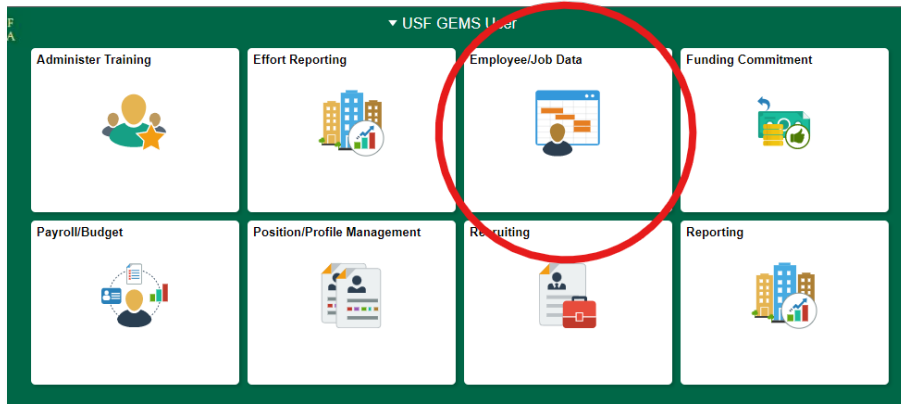 F
A
▼ USF GEMS User
Administer Training
Effort Reporting
Employee/Job Data
Funding Commitment
Payroll/Budget
Position/Profile Management
Recruiting
Reporting